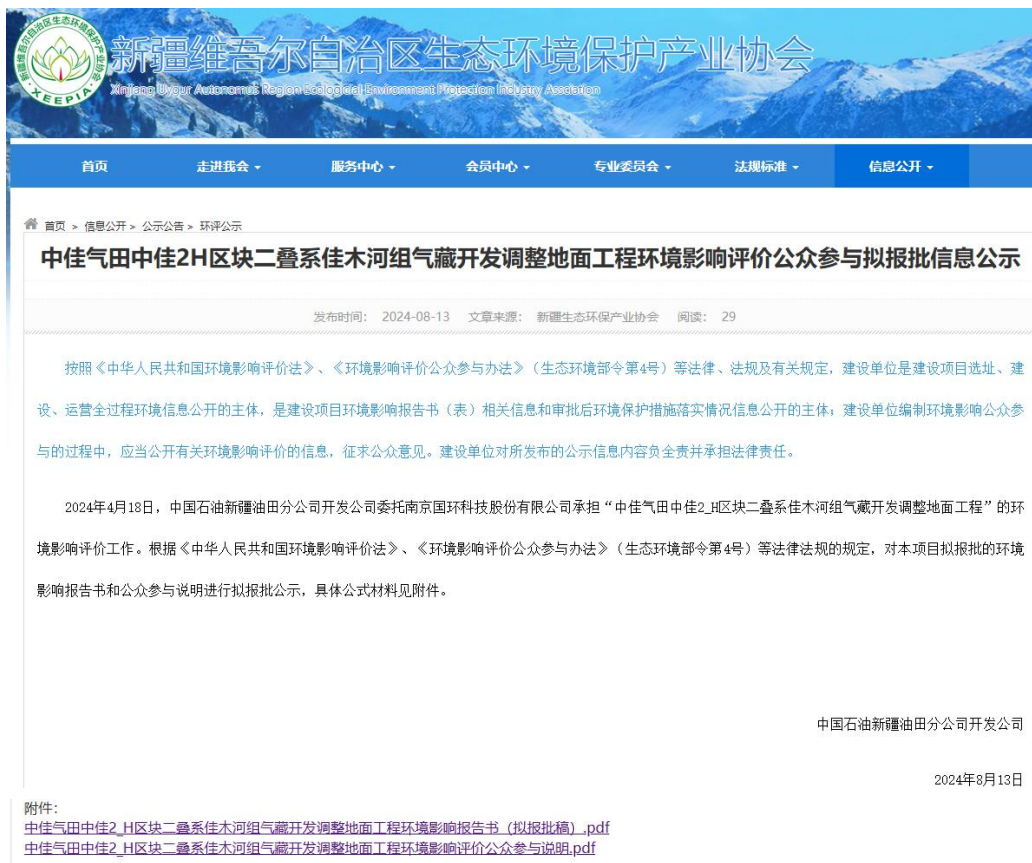 新疆维吾尔自治区生态环境保护产业协会
XEEPIA
新疆维吾尔自治区生态环境保护产业协会
Xinjiang Uygur Autonomus Region Ecologicial Environment Protection Industry Assciation
首页 走进我会 服务中心 会员中心 专业委员会 法规标准 信息公开
首页 > 信息公开 > 公示公告 > 环评公示
中佳气田中佳2H区块二叠系佳木河组气藏开发调整地面工程环境影响评价公众参与拟报批信息公示
发布时间： 2024-08-13 文章来源： 新疆生态环保产业协会 阅读： 29
按照《中华人民共和国环境影响评价法》、《环境影响评价公众参与办法》（生态环境部令第4号）等法律、法规及有关规定，建设单位是建设项目选址、建
设、运营全过程环境信息公开的主体，是建设项目环境影响报告书（表）相关信息和审批后环境保护措施落实情况信息公开的主体；建设单位编制环境影响公众参
与的过程中，应当公开有关环境影响评价的信息，征求公众意见。建设单位对所发布的公示信息内容负全责并承担法律责任。
2024年4月18日，中国石油新疆油田分公司开发公司委托南京国环科技股份有限公司承担“中佳气田中佳2_H区块二叠系佳木河组气藏开发调整地面工程”的环
境影响评价工作。根据《中华人民共和国环境影响评价法》、《环境影响评价公众参与办法》（生态环境部令第4号）等法律法规的规定，对本项目拟报批的环境
影响报告书和公众参与说明进行拟报批公示，具体公式材料见附件。
中国石油新疆油田分公司开发公司
2024年8月13日
附件：
中佳气田中佳2_H区块二叠系佳木河组气藏开发调整地面工程环境影响报告书（拟报批稿）.pdf
中佳气田中佳2_H区块二叠系佳木河组气藏开发调整地面工程环境影响评价公众参与说明.pdf